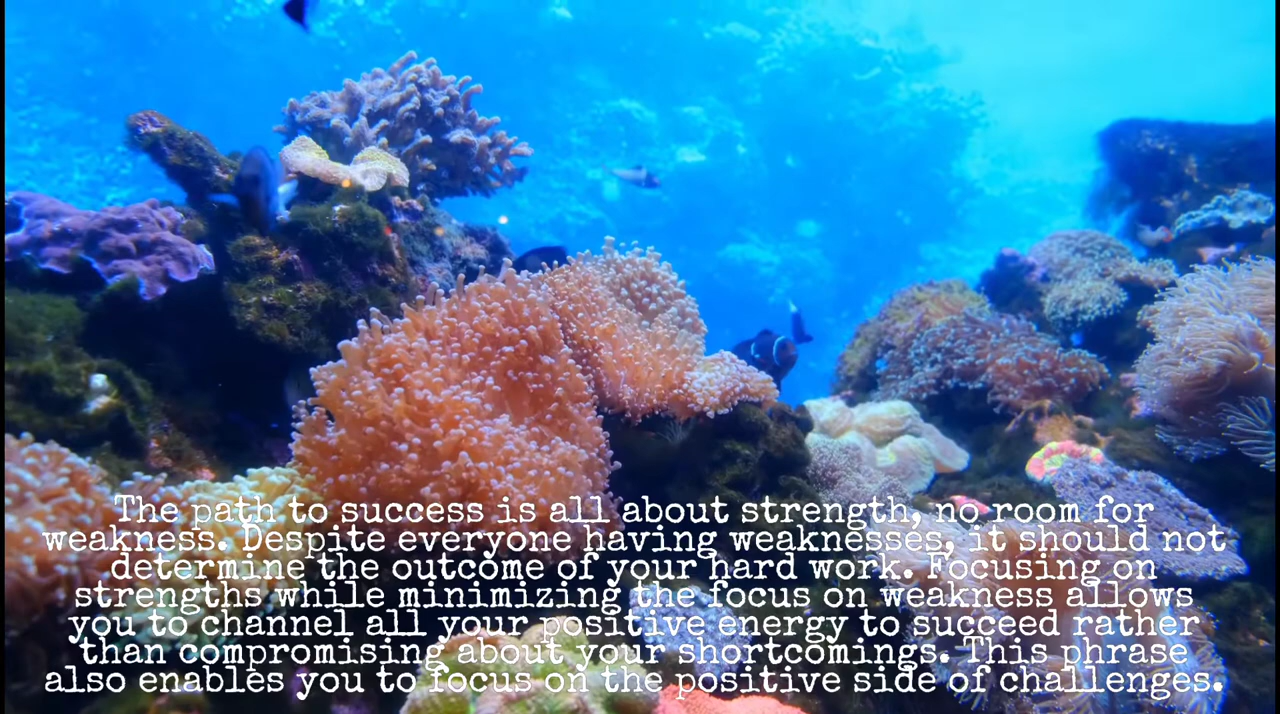 The path to success is all about strength, no room for
weakness. Despite everyone having weaknesses, it should not
determine the outcome of your hard work. Focusing on
strengths while minimizing the focus on weakness allows
you to channel all your positive energy to succeed rather
than compromising about your shortcomings. This phrase
also enables you to focus on the positive side of challenges.